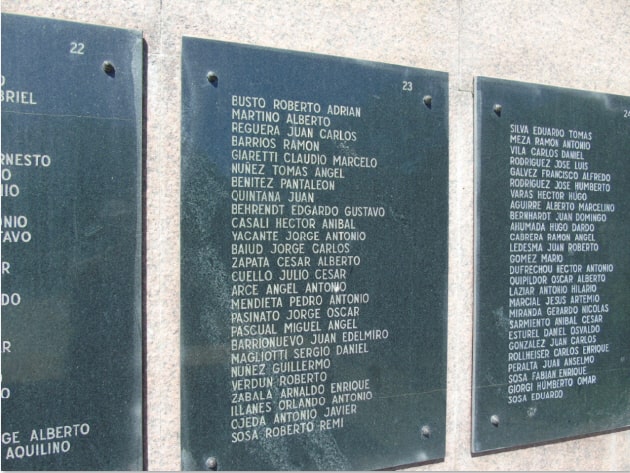 22
BRIEL
RNESTO
O
NIO
ONIO
TAVO
R
DO
R
O
GE ALBERTO
AQUILINO
23
BUSTO ROBERTO ADRIAN
MARTINO ALBERTO
REGUERA JUAN CARLOS
BARRIOS RAMON
GIARETTI CLAUDIO MARCELO
NUÑEZ TOMAS ANGEL
BENITEZ PANTALEON
QUINTANA JUAN
BEHRENDT EDGARDO GUSTAVO
CASALI HECTOR ANIBAL
VACANTE JORGE ANTONIO
BAIUD JORGE CARLOS
ZAPATA CESAR ALBERTO
CUELLO JULIO CESAR
ARCE ANGEL ANTONIO
MENDIETA PEDRO ANTONIO
PASINATO JORGE OSCAR
PASCUAL MIGUEL ANGEL
BARRIONUEVO JUAN EDELMIRO
MAGLIOTTI SERGIO DANIEL
NUÑEZ GUILLERMO
VERDUN ROBERTO
ZABALA ARNALDO ENRIQUE
ILLANES ORLANDO ANTONIO
OJEDA ANTONIO JAVIER
SOSA ROBERTO REMI
24
SILVA EDUARDO TOMAS
MEZA RAMON ANTONIO
VILA CARLOS DANIEL
RODRIGUEZ JOSE LUIS
GALVEZ FRANCISCO ALFREDO
RODRIGUEZ JOSE HUMBERTO
VARAS HECTOR HUGO
AGUIRRE ALBERTO MARCELINO
BERNHARDT JUAN DOMINGO
AHUMADA HUGO DARDO
CABRERA RAMON ANGEL
LEDESMA JUAN ROBERTO
GOMEZ MARIO
DUFRECHOU HECTOR ANTONIO
QUIPILDOR OSCAR ALBERTO
LAZIAR ANTONIO HILARIO
MARCIAL JESUS ARTEMIO
MIRANDA GERARDO NICOLAS
SARMIENTO ANIBAL CESAR
ESTUREL DANIEL OSVALDO
GONZALEZ JUAN CARLOS
ROLLHEISER CARLOS ENRIQUE
PERALTA JUAN ANSELMO
SOSA FABIAN ENRIQUE
GIORGI HUMBERTO OMAR
SOSA EDUARDO